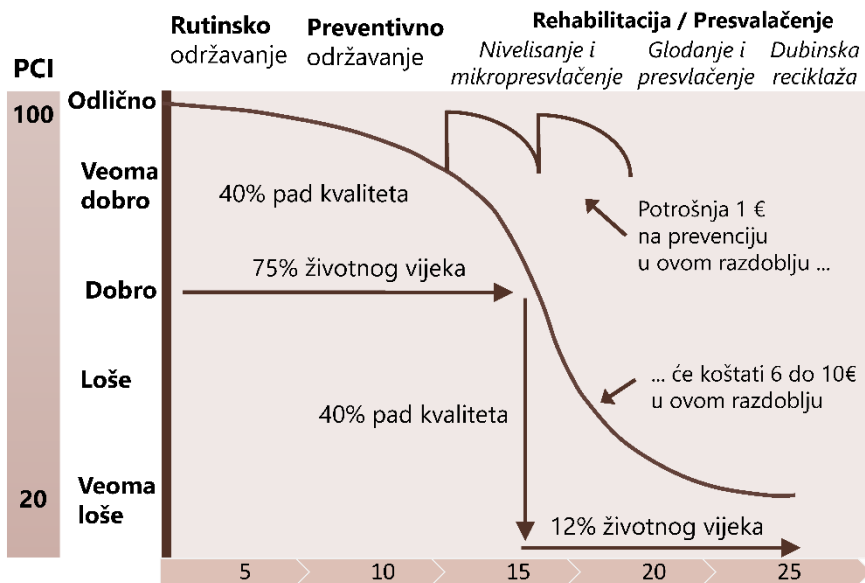 Rutinsko
održavanje
Preventivno
održavanje
Rehabilitacija / Presvalačenje
Nivelisanje i
mikropresvlačenje
Glodanje i
presvlačenje
Dubinska
reciklaža
PCI
100
20
Odlično
Veoma
dobro
Dobro
Loše
Veoma
loše
40% pad kvaliteta
75% životnog vijeka
Potrošnja 1 €
na prevenciju
u ovom razdoblju ...
... će koštati 6 do 10€
u ovom razdoblju
40% pad kvaliteta
12% životnog vijeka
5
10
15
20
25